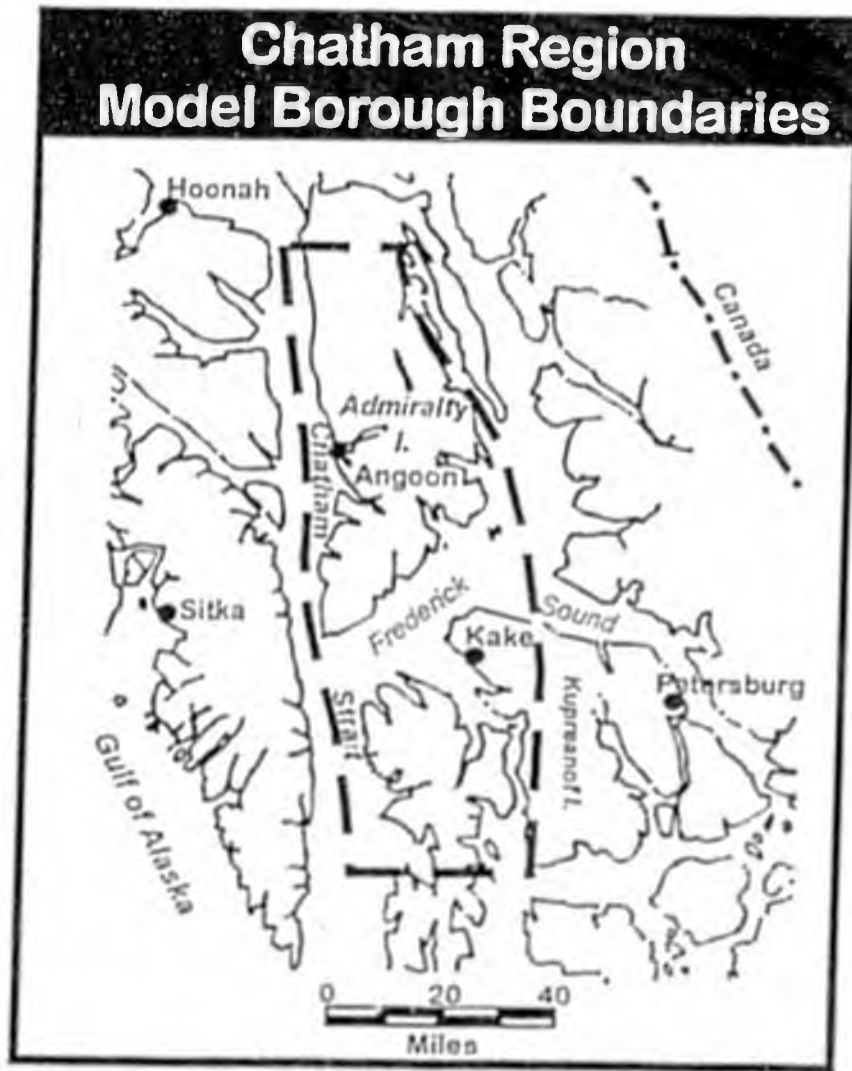 Chatham Region
Model Borough Boundaries
Hoonah
Canada
Admiralty
I.
Chatham
Angoon
Sitka
Frederick
Sound
Kake
Strait
Kupreanof I.
Petersburg
Gulf of Alaska
0 20 40
Miles